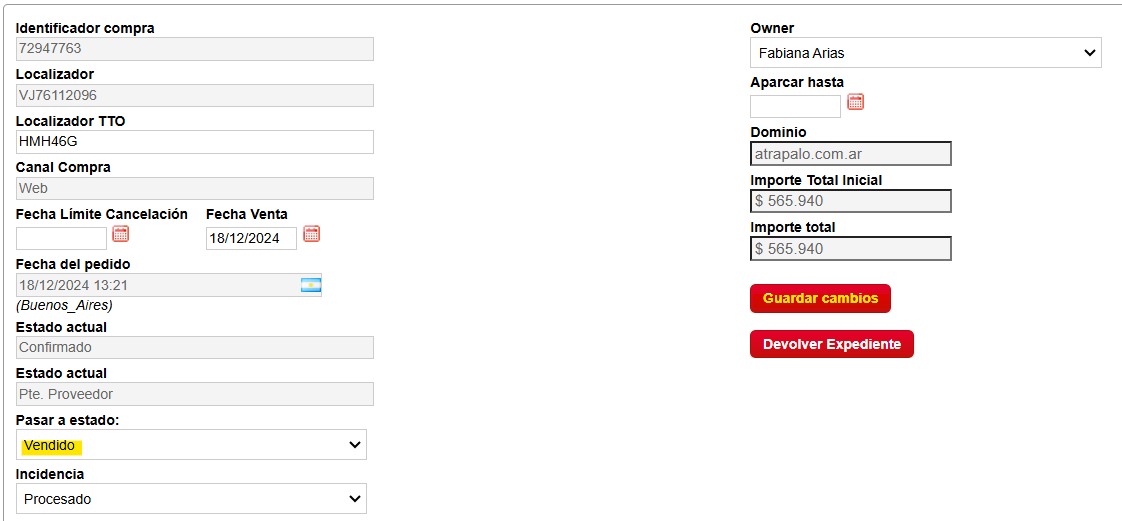 Identificador compra
72947763
Localizador
VJ76112096
Localizador TTO
HMH46G
Canal Compra
Web
Fecha Límite Cancelación Fecha Venta
18/12/2024
Fecha del pedido
18/12/2024 13:21
(Buenos_Aires)
Estado actual
Confirmado
Estado actual
Pte. Proveedor
Pasar a estado:
Vendido
Incidencia
Procesado
Owner
Fabiana Arias
Aparcar hasta
Dominio
atrapalo.com.ar
Importe Total Inicial
$ 565.940
Importe total
$ 565.940
Guardar cambios
Devolver Expediente